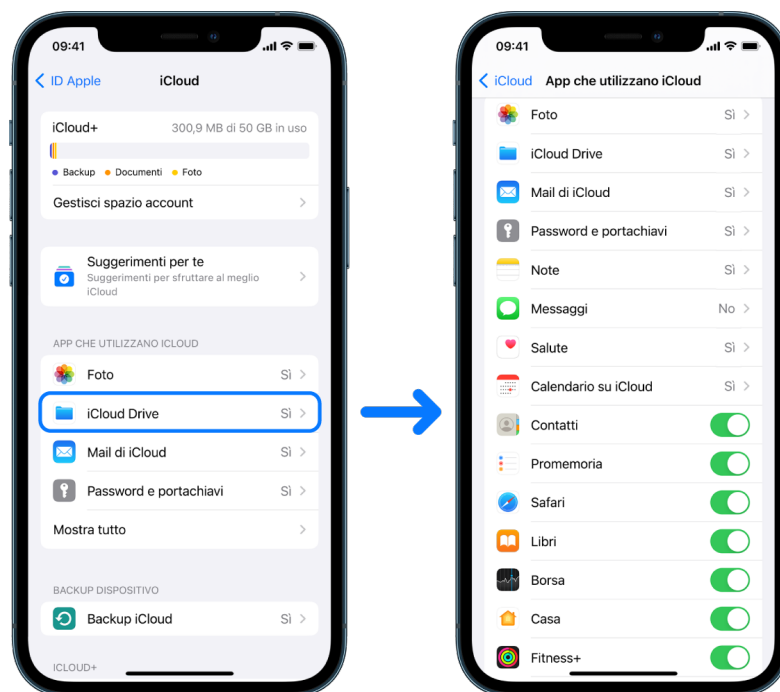 09:41
ID Apple
iCloud
iCloud+
300,9 MB di 50 GB in uso
Backup
Documenti
Foto
Gestisci spazio account
Suggerimenti per te
Suggerimenti per sfruttare al meglio
iCloud
APP CHE UTILIZZANO ICLOUD
Foto
Sì
iCloud Drive
Sì
Mail di iCloud
Sì
Password e portachiavi
Sì
Mostra tutto
BACKUP DISPOSITIVO
Backup iCloud
Sì
ICLOUD+
09:41
iCloud
App che utilizzano iCloud
Foto
Sì
iCloud Drive
Sì
Mail di iCloud
Sì
Password e portachiavi
Sì
Note
Sì
Messaggi
No
Salute
Sì
Calendario su iCloud
Sì
Contatti
Promemoria
Safari
Libri
Borsa
Casa
Fitness+